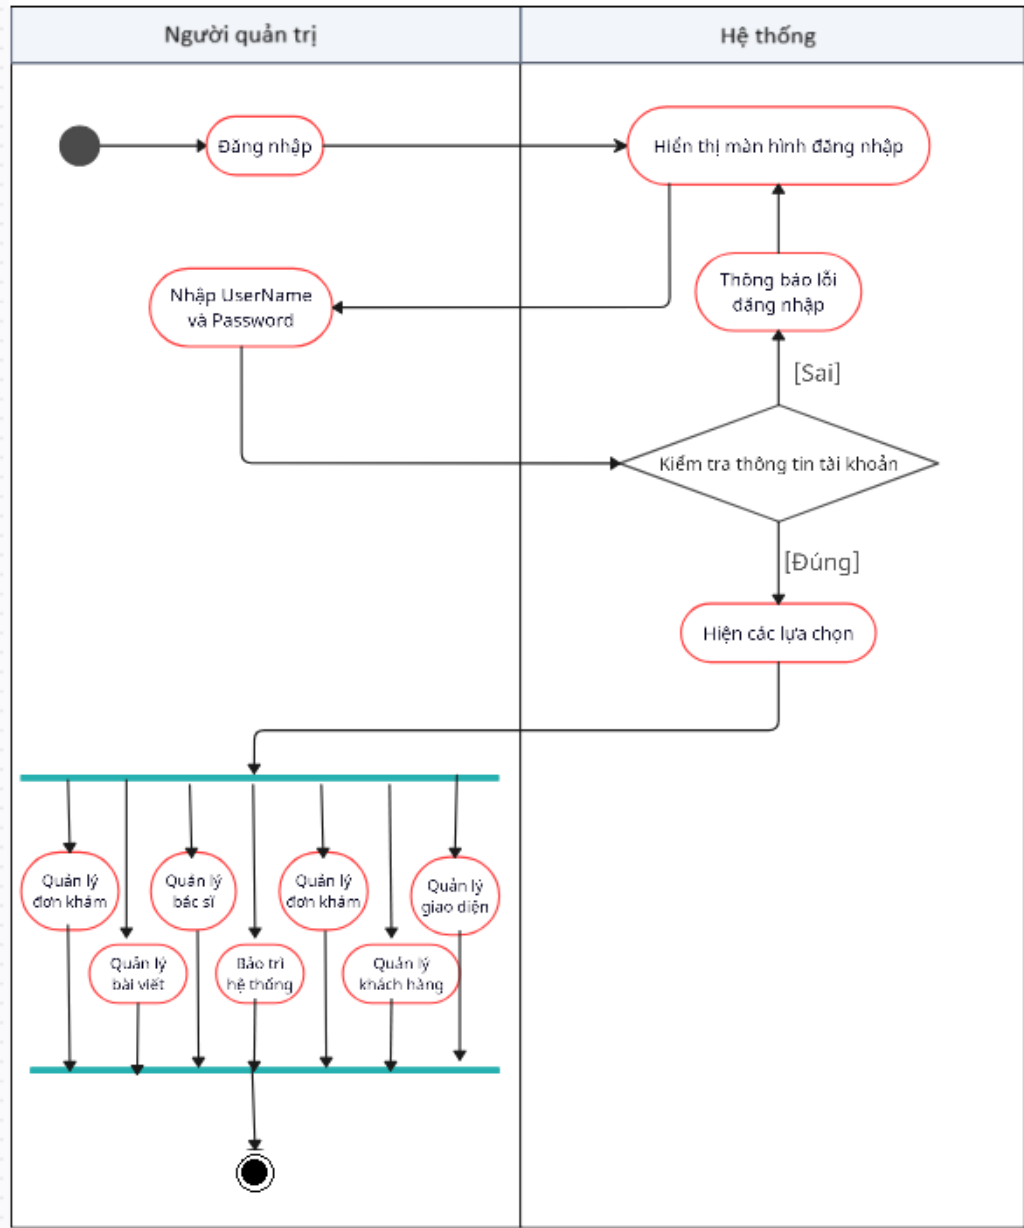 Người quản trị
Hệ thống
Đăng nhập
Hiển thị màn hình đăng nhập
Nhập UserName
và Password
Thông báo lỗi
đăng nhập
[Sai]
Kiểm tra thông tin tài khoản
[Đúng]
Hiện các lựa chọn
Quản lý
đơn khám
Quản lý
bác sĩ
Quản lý
đơn khám
Quản lý
giao diện
Quản lý
bài viết
Bảo trì
hệ thống
Quản lý
khách hàng